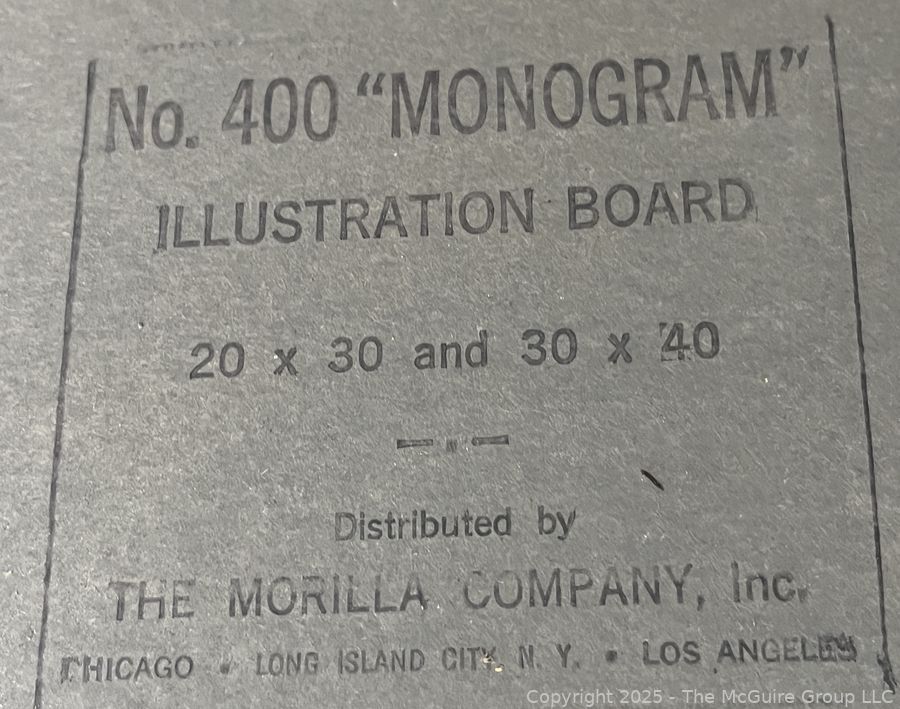 No. 400 “MONOGRAM”
ILLUSTRATION BOARD
20 x 30 and 30 x 40
Distributed by
THE MORILLA COMPANY, Inc.
CHICAGO • LONG ISLAND CITY, N. Y. • LOS ANGELES
Copyright 2025 - The McGuire Group LLC